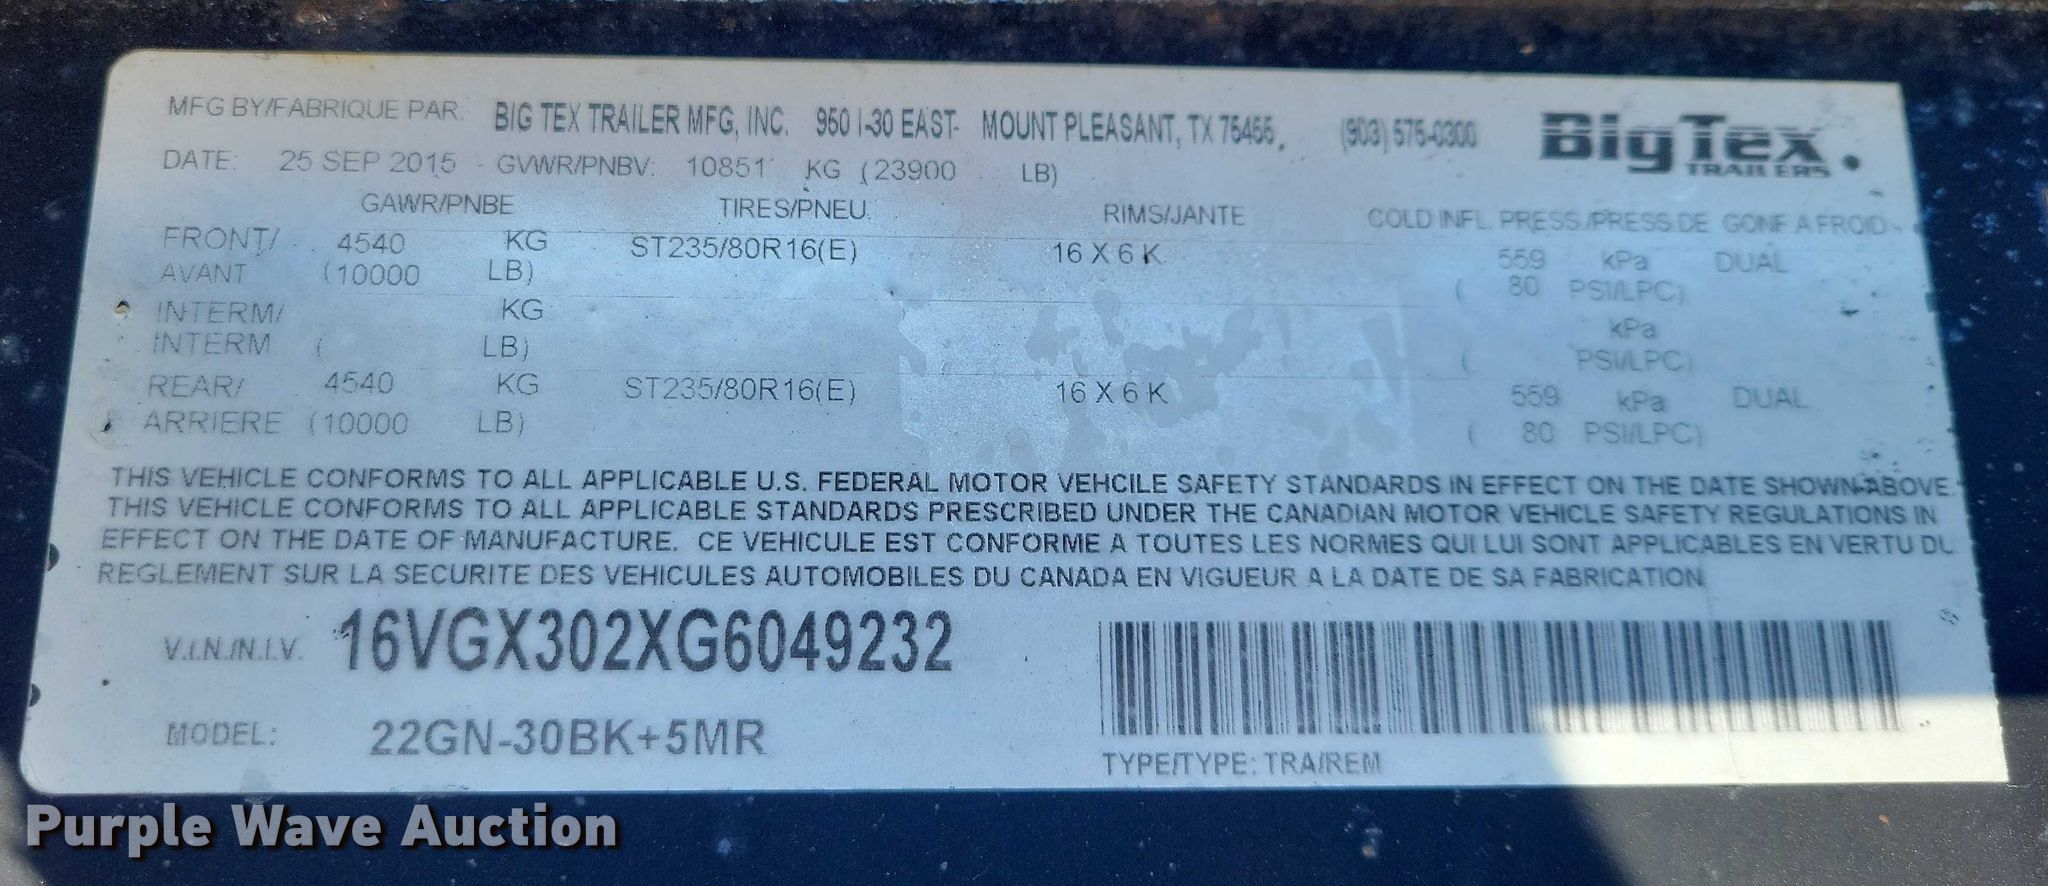 MFG BY/FABRIQUE PAR: BIG TEX TRAILER MFG, INC. 950 I-30 EAST- MOUNT PLEASANT, TX 75455, (903) 575-0300
BigTex TRAILERS
DATE: 25 SEP 2015 GVWR/PNBV: 10851 KG (23900 LB)
GAWR/PNBE TIRES/PNEU. RIMS/JANTE COLD INFL. PRESS./PRESS.DE GONF.A FROID
FRONT/ 4540 KG ST235/80R16(E) 16 X 6 K 559 kPa DUAL
AVANT (10000 LB) ( 80 PSI/LPC)
INTERM/ KG kPa
INTERM ( LB) ( PSI/LPC)
REAR/ 4540 KG ST235/80R16(E) 16 X 6 K 559 kPa DUAL
ARRIERE (10000 LB) ( 80 PSI/LPC)
THIS VEHICLE CONFORMS TO ALL APPLICABLE U.S. FEDERAL MOTOR VEHCILE SAFETY STANDARDS IN EFFECT ON THE DATE SHOWN ABOVE.
THIS VEHICLE CONFORMS TO ALL APPLICABLE STANDARDS PRESCRIBED UNDER THE CANADIAN MOTOR VEHICLE SAFETY REGULATIONS IN
EFFECT ON THE DATE OF MANUFACTURE. CE VEHICULE EST CONFORME A TOUTES LES NORMES QUI LUI SONT APPLICABLES EN VERTU DU
REGLEMENT SUR LA SECURITE DES VEHICULES AUTOMOBILES DU CANADA EN VIGUEUR A LA DATE DE SA FABRICATION
V.I.N./N.I.V. 16VGX302XG6049232
MODEL: 22GN-30BK+5MR
TYPE/TYPE: TRA/REM
Purple Wave Auction